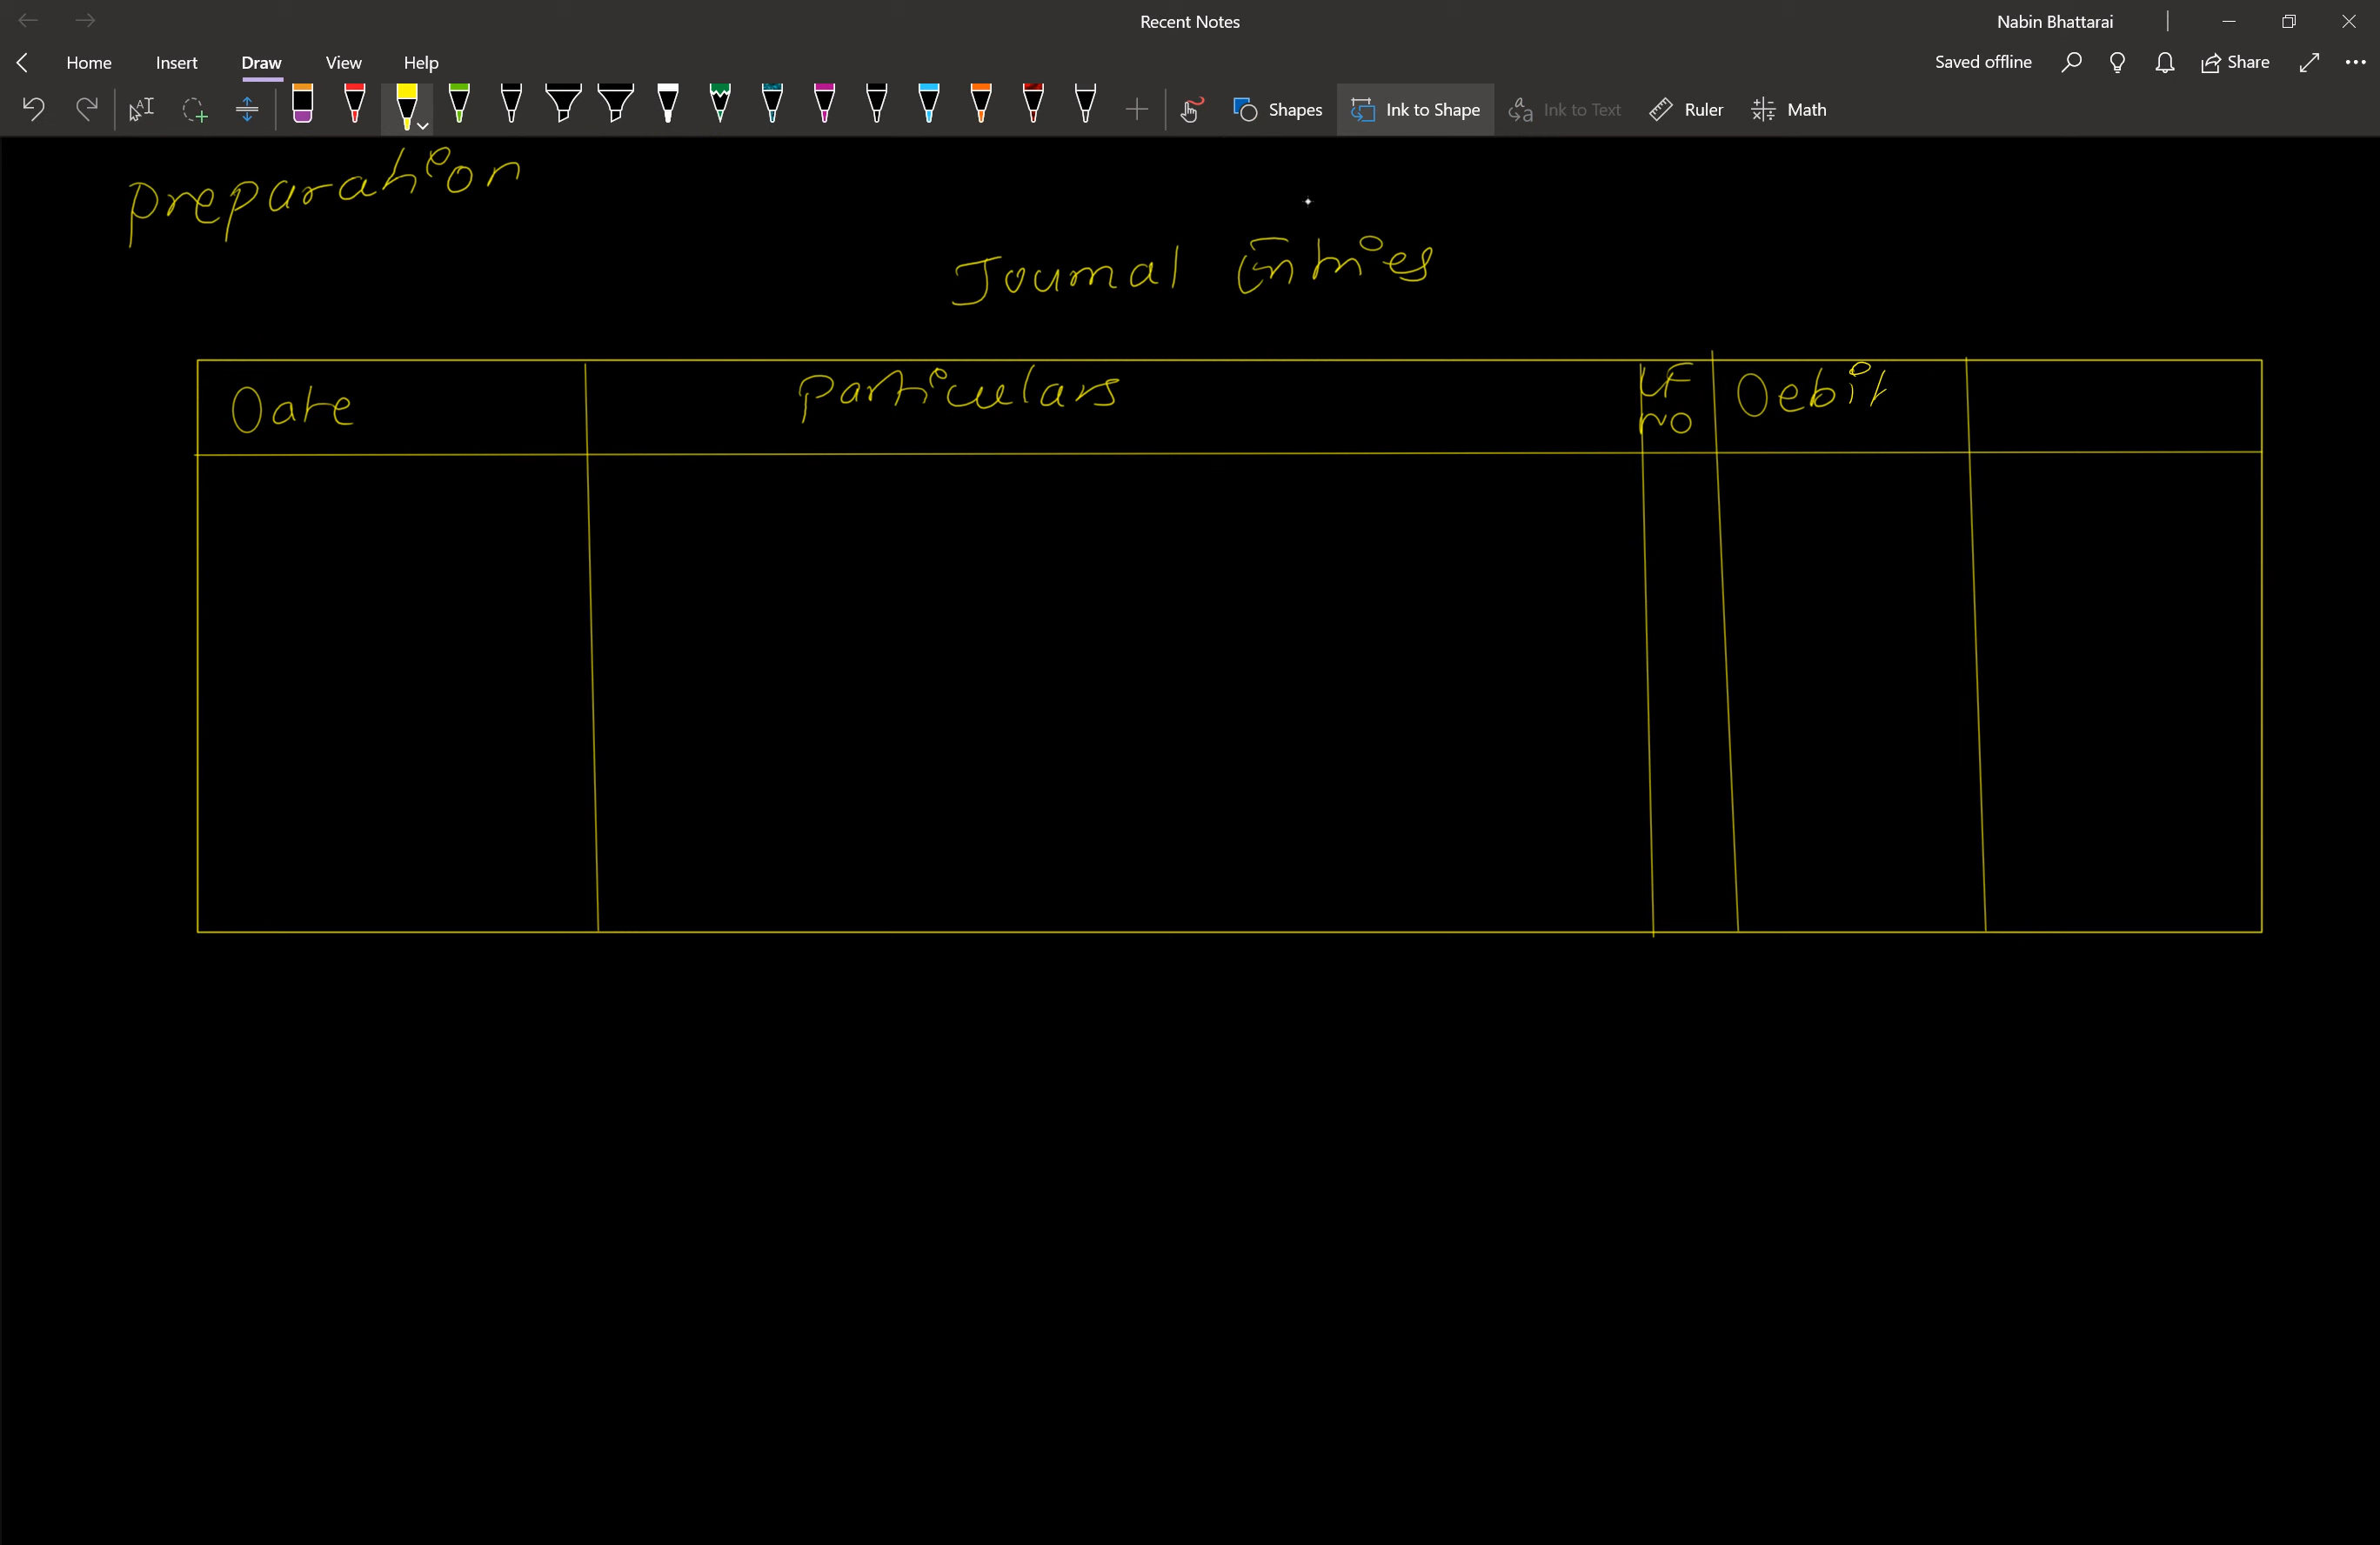 Recent Notes
Nabin Bhattarai
Home Insert Draw View Help
Saved offline
Share
Shapes
Ink to Shape
Ink to Text
Ruler
Math
preparation
Journal Entries
Date
particulars
LF
no
Debit